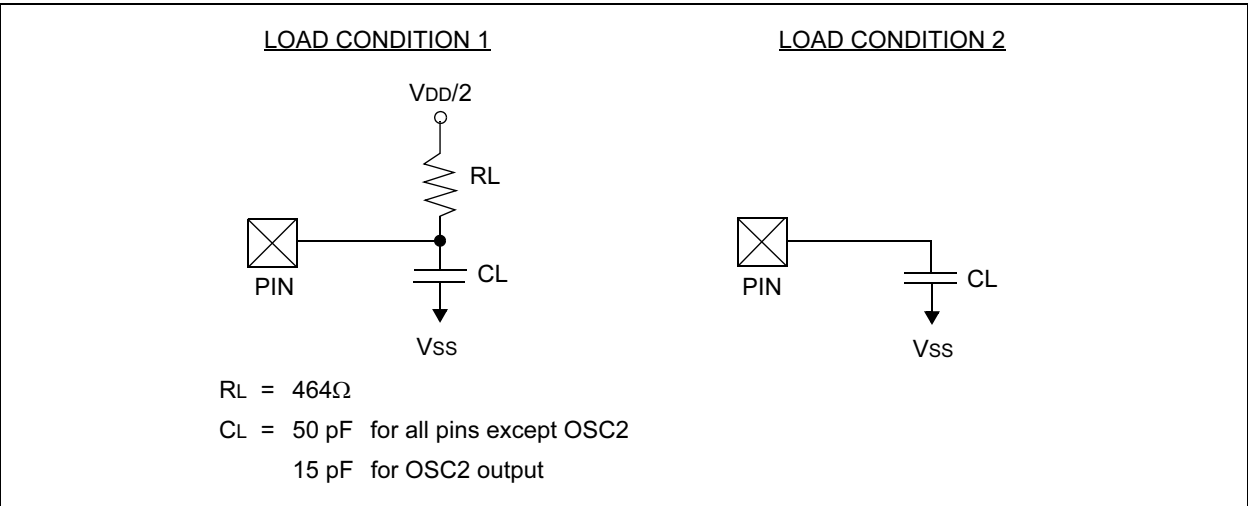 LOAD CONDITION 1
VDD/2
RL
PIN
CL
VSS
LOAD CONDITION 2
PIN
CL
VSS
RL = 464Ω
CL = 50 pF for all pins except OSC2
15 pF for OSC2 output